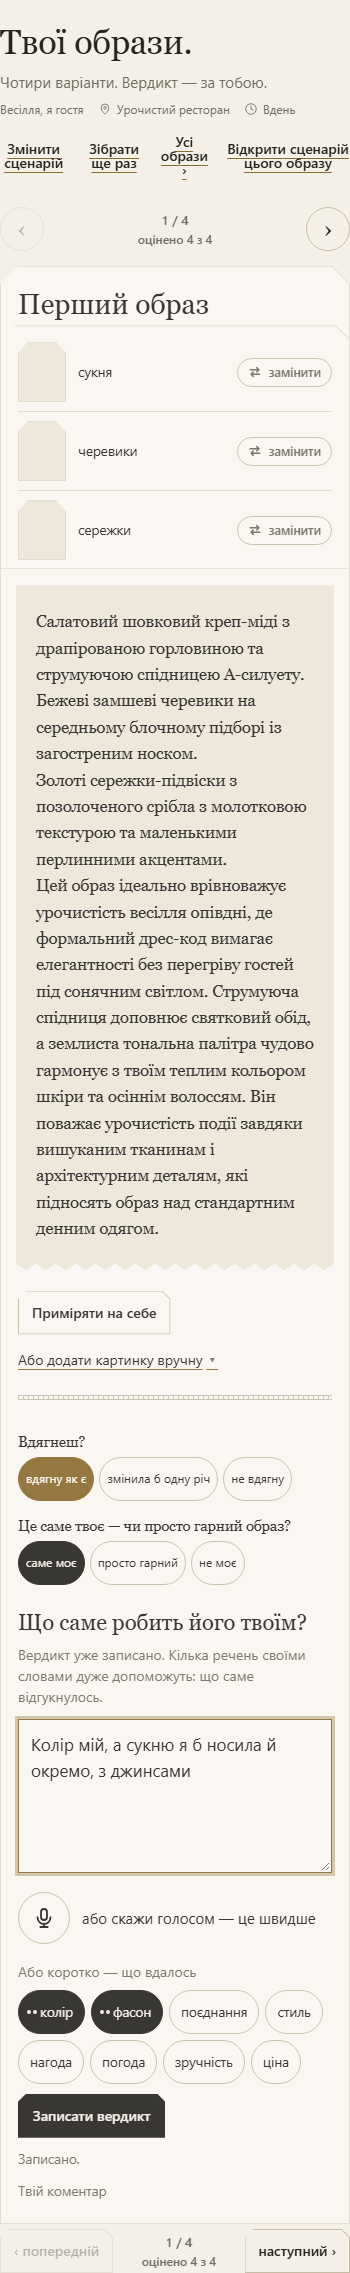 Твої образи.
Чотири варіанти. Вердикт — за тобою.
Весілля, я гостя Урочистий ресторан Вдень
Змінити сценарій
Зібрати ще раз
Усі образи ›
Відкрити сценарій цього образу
‹ 1 / 4 ›
оцінено 4 з 4
Перший образ
сукня ⇄ замінити
черевики ⇄ замінити
сережки ⇄ замінити
Салатовий шовковий креп-міді з
драпірованою горловиною та
струмуючою спідницею А-силуету.
Бежеві замшеві черевики на
середньому блочному підборі із
загостреним носком.
Золоті сережки-підвіски з
позолоченого срібла з молотковою
текстурою та маленькими
перлинними акцентами.
Цей образ ідеально врівноважує
урочистість весілля опівдні, де
формальний дрес-код вимагає
елегантності без перегріву гостей
під сонячним світлом. Струмуюча
спідниця доповнює святковий обід,
а землиста тональна палітра чудово
гармонує з твоїм теплим кольором
шкіри та осіннім волоссям. Він
поважає урочистість події завдяки
вишуканим тканинам і
архітектурним деталям, які
підносять образ над стандартним
денним одягом.
Приміряти на себе
Або додати картинку вручну ▾
Вдягнеш?
вдягну як є змінила б одну річ не вдягну
Це саме твоє — чи просто гарний образ?
саме моє просто гарний не моє
Що саме робить його твоїм?
Вердикт уже записано. Кілька речень своїми
словами дуже допоможуть: що саме
відгукнулось.
Колір мій, а сукню я б носила й
окремо, з джинсами
або скажи голосом — це швидше
Або коротко — що вдалось
•• колір •• фасон поєднання стиль
нагода погода зручність ціна
Записати вердикт
Записано.
Твій коментар
‹ попередній 1 / 4 наступний ›
оцінено 4 з 4